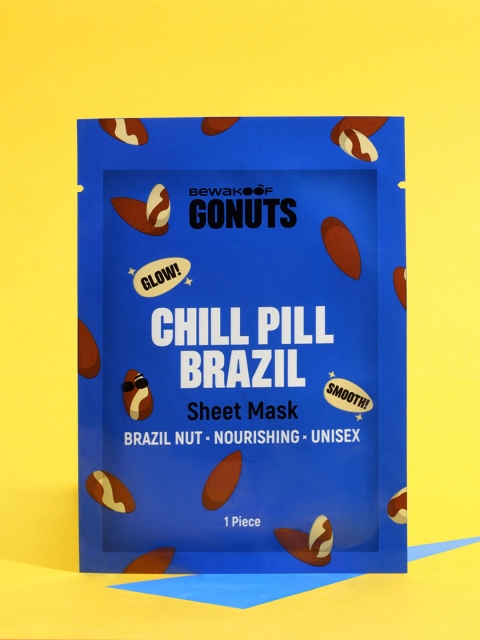 BEWAKOOF
GONUTS
GLOW!
CHILL PILL
BRAZIL
SMOOTH!
Sheet Mask
BRAZIL NUT • NOURISHING • UNISEX
1 Piece